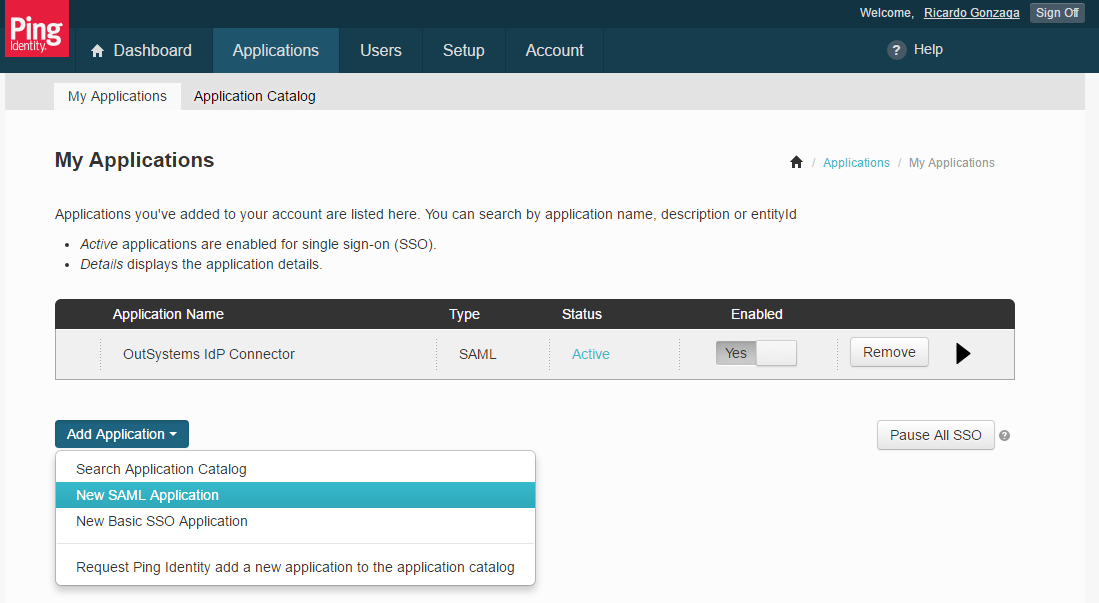 Welcome, Ricardo Gonzaga Sign Off
Ping
Identity.
Dashboard Applications Users Setup Account ? Help
My Applications Application Catalog
My Applications
/ Applications / My Applications
Applications you've added to your account are listed here. You can search by application name, description or entityId
• Active applications are enabled for single sign-on (SSO).
• Details displays the application details.
Application Name Type Status Enabled
OutSystems IdP Connector SAML Active Yes Remove
Add Application Pause All SSO ?
Search Application Catalog
New SAML Application
New Basic SSO Application
Request Ping Identity add a new application to the application catalog